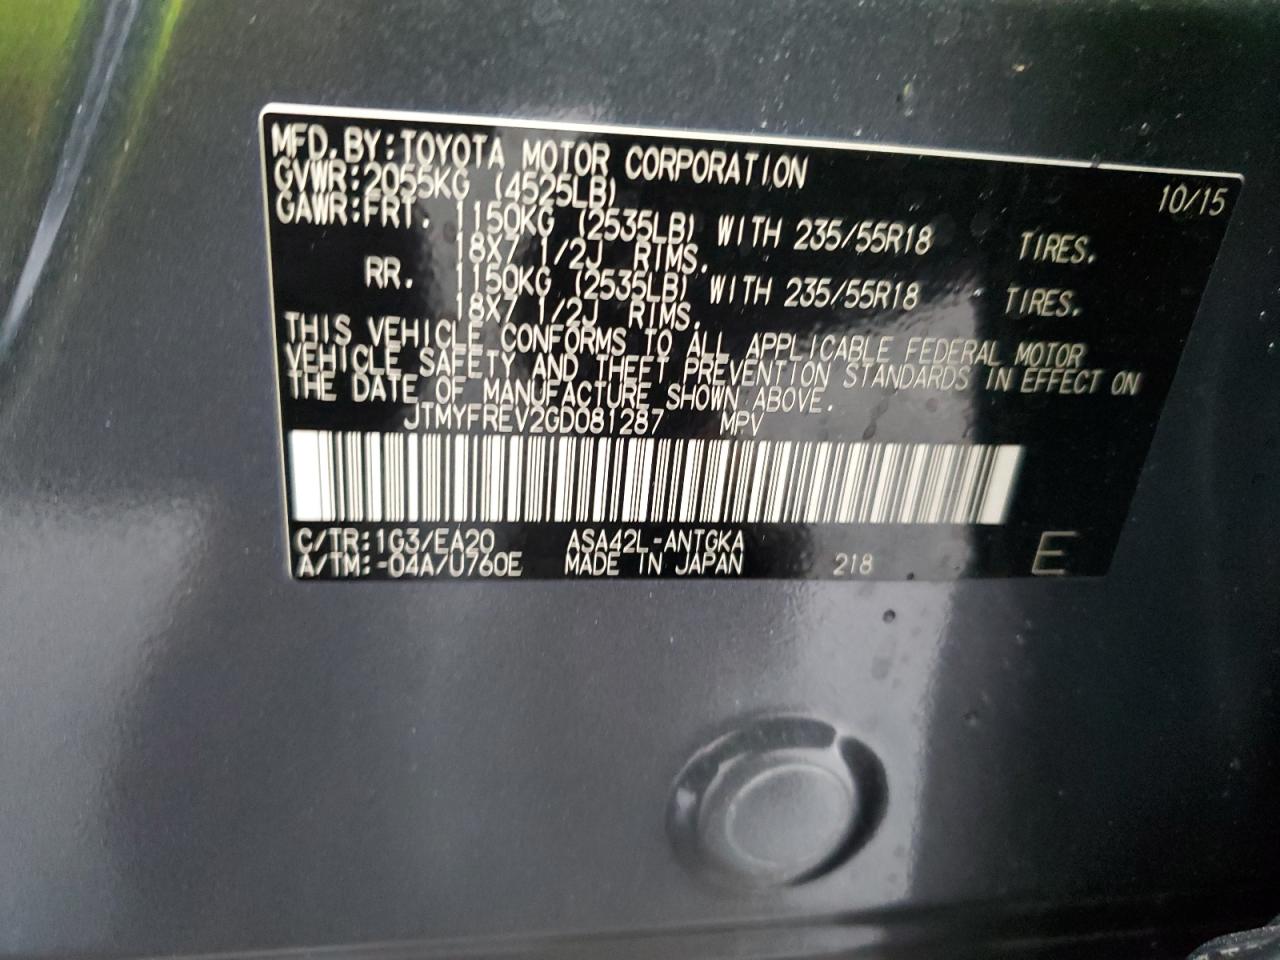 MFD.BY:TOYOTA MOTOR CORPORATION 10/15
GVWR:2055KG (4525LB)
GAWR:FRT. 1150KG (2535LB) WITH 235/55R18 TIRES.
18X7 1/2J RIMS.
RR. 1150KG (2535LB) WITH 235/55R18 TIRES.
18X7 1/2J RIMS.
THIS VEHICLE CONFORMS TO ALL APPLICABLE FEDERAL MOTOR
VEHICLE SAFETY AND THEFT PREVENTION STANDARDS IN EFFECT ON
THE DATE OF MANUFACTURE SHOWN ABOVE.
JTMYFREV2GD081287 MPV
C/TR:1G3/EA20 ASA42L-ANTGKA
A/TM:-04A/U760E MADE IN JAPAN 218 E